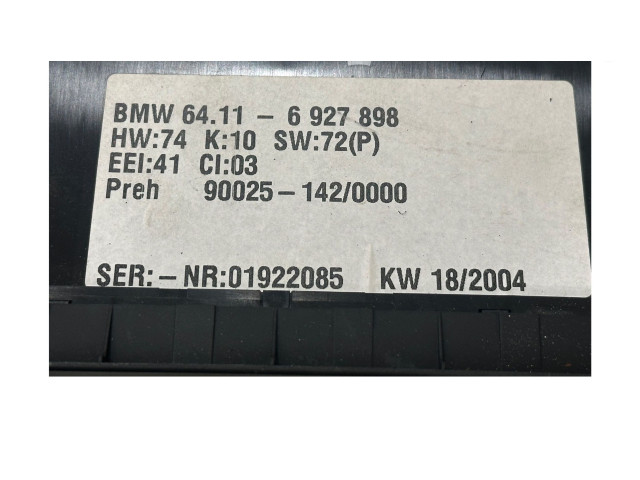 BMW 64.11 - 6 927 898
HW:74 K:10 SW:72(P)
EEI:41 CI:03
Preh 90025-142/0000
SER:-NR:01922085 KW 18/2004